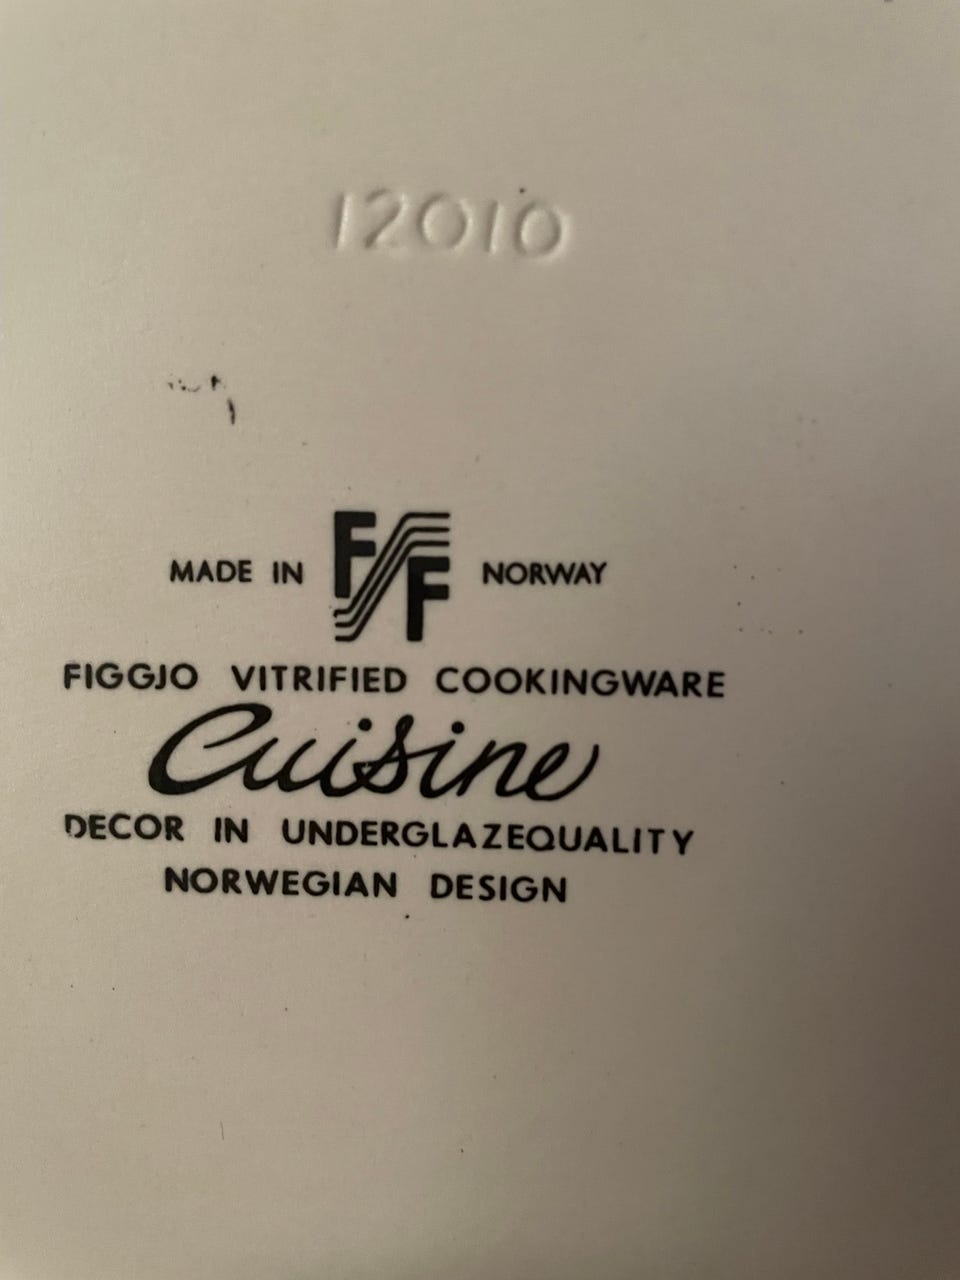 12010
MADE IN FF NORWAY
FIGGJO VITRIFIED COOKINGWARE
Cuisine
DECOR IN UNDERGLAZEQUALITY
NORWEGIAN DESIGN